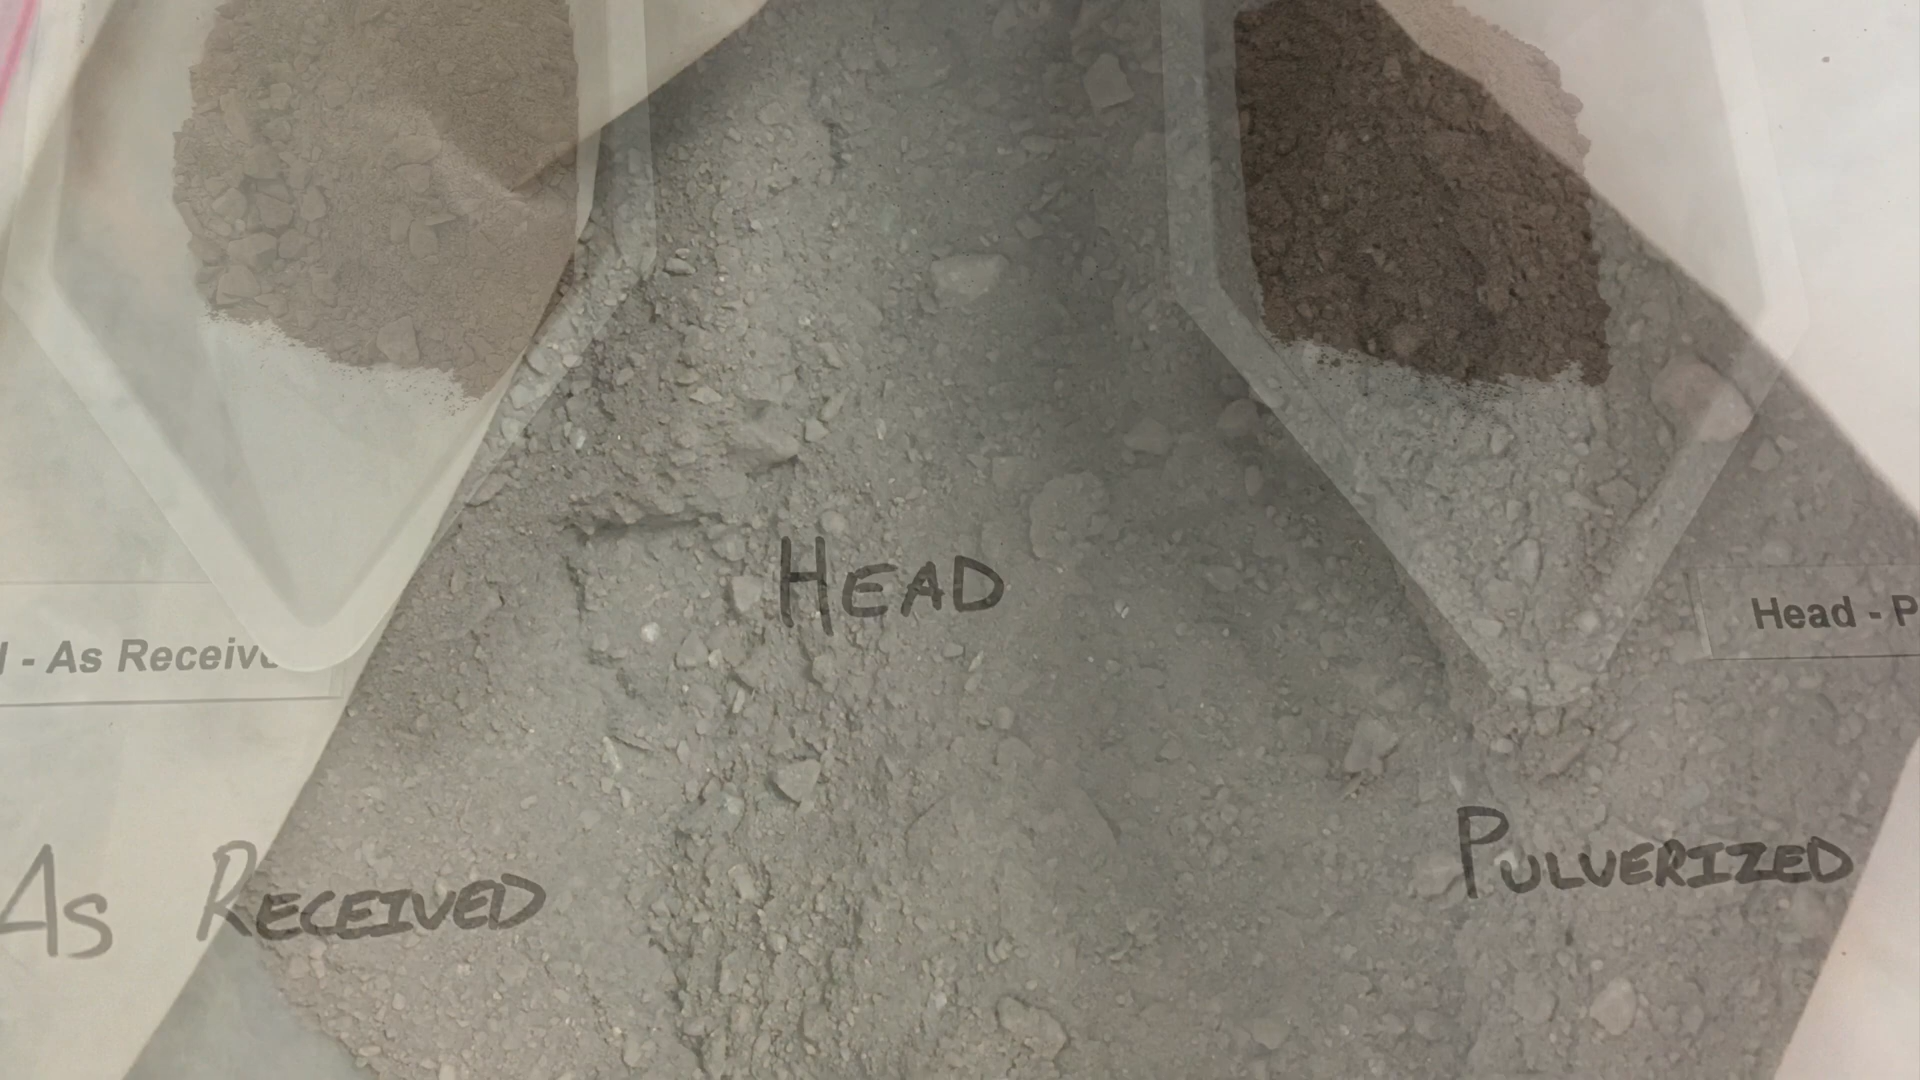 HEAD
- As Receive
Head - P
AS RECEIVED
PULVERIZED